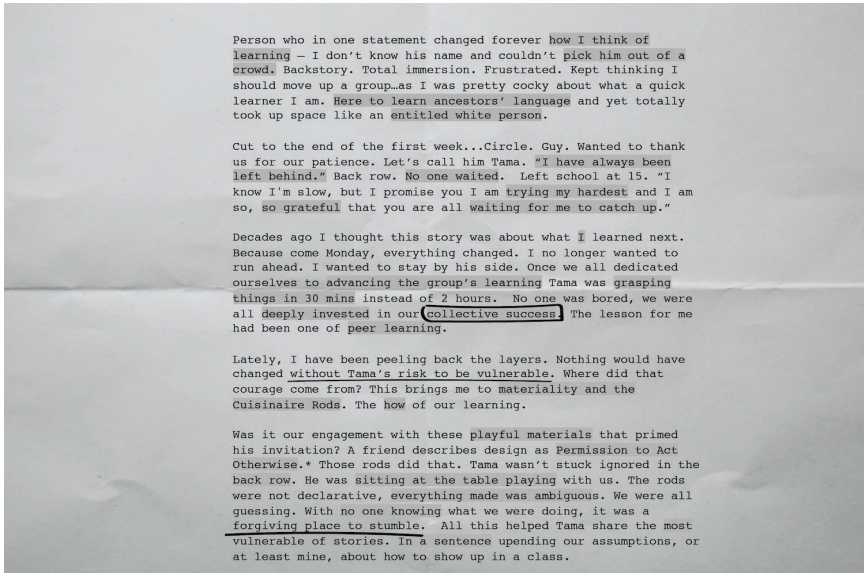 Person who in one statement changed forever how I think of
learning — I don't know his name and couldn't pick him out of a
crowd. Backstory. Total immersion. Frustrated. Kept thinking I
should move up a group…as I was pretty cocky about what a quick
learner I am. Here to learn ancestors' language and yet totally
took up space like an entitled white person.
Cut to the end of the first week...Circle. Guy. Wanted to thank
us for our patience. Let's call him Tama. “I have always been
left behind.” Back row. No one waited.  Left school at 15. “I
know I'm slow, but I promise you I am trying my hardest and I am
so, so grateful that you are all waiting for me to catch up.”
Decades ago I thought this story was about what I learned next.
Because come Monday, everything changed. I no longer wanted to
run ahead. I wanted to stay by his side. Once we all dedicated
ourselves to advancing the group's learning Tama was grasping
things in 30 mins instead of 2 hours.  No one was bored, we were
all deeply invested in our collective success. The lesson for me
had been one of peer learning.
Lately, I have been peeling back the layers. Nothing would have
changed without Tama's risk to be vulnerable. Where did that
courage come from? This brings me to materiality and the
Cuisinaire Rods. The how of our learning.
Was it our engagement with these playful materials that primed
his invitation? A friend describes design as Permission to Act
Otherwise.* Those rods did that. Tama wasn't stuck ignored in the
back row. He was sitting at the table playing with us. The rods
were not declarative, everything made was ambiguous. We were all
guessing. With no one knowing what we were doing, it was a
forgiving place to stumble.  All this helped Tama share the most
vulnerable of stories. In a sentence upending our assumptions, or
at least mine, about how to show up in a class.